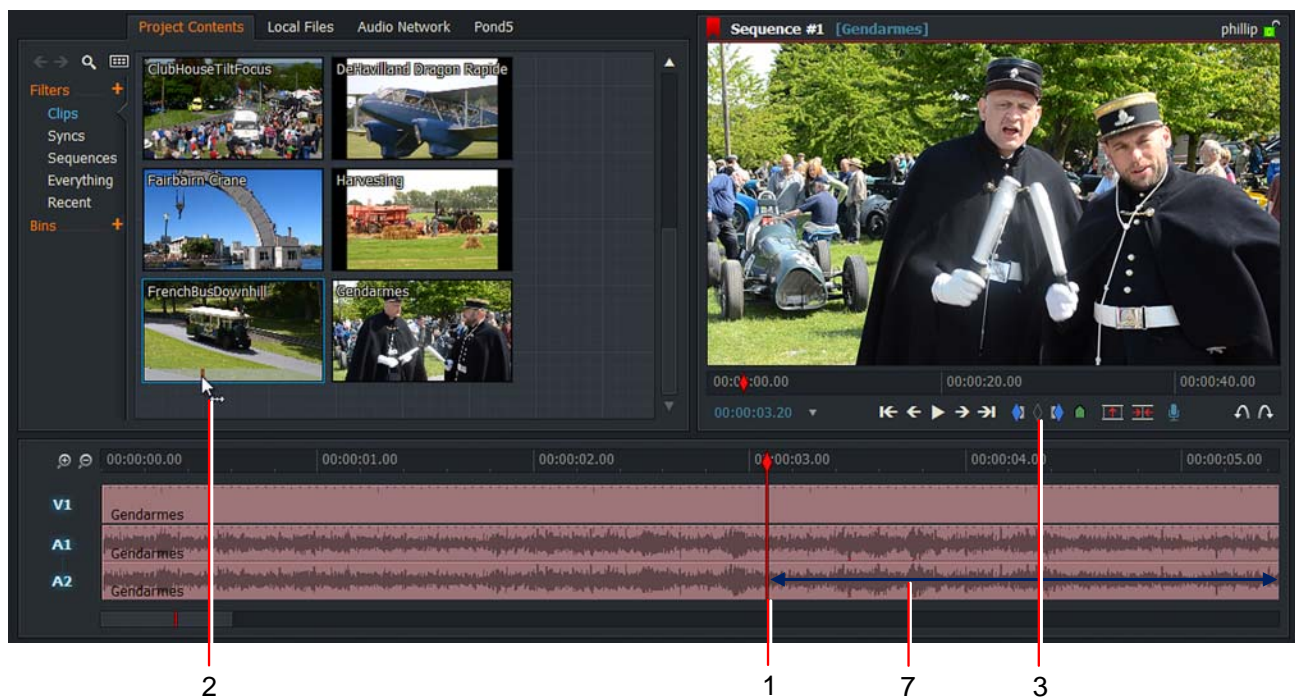 Project Contents Local Files Audio Network Pond5
Filters +
Clips
Syncs
Sequences
Everything
Recent
Bins +
ClubHouseTiltFocus
DeHavilland Dragon Rapide
Fairbairn Crane
Harvesting
FrenchBusDownhill
Gendarmes
Sequence #1 [Gendarmes] phillip
00:00:00.00 00:00:20.00 00:00:40.00
00:00:03.20
00:00:00.00 00:00:01.00 00:00:02.00 00:00:03.00 00:00:04.00 00:00:05.00
V1 Gendarmes
A1 Gendarmes
A2 Gendarmes
2 1 7 3